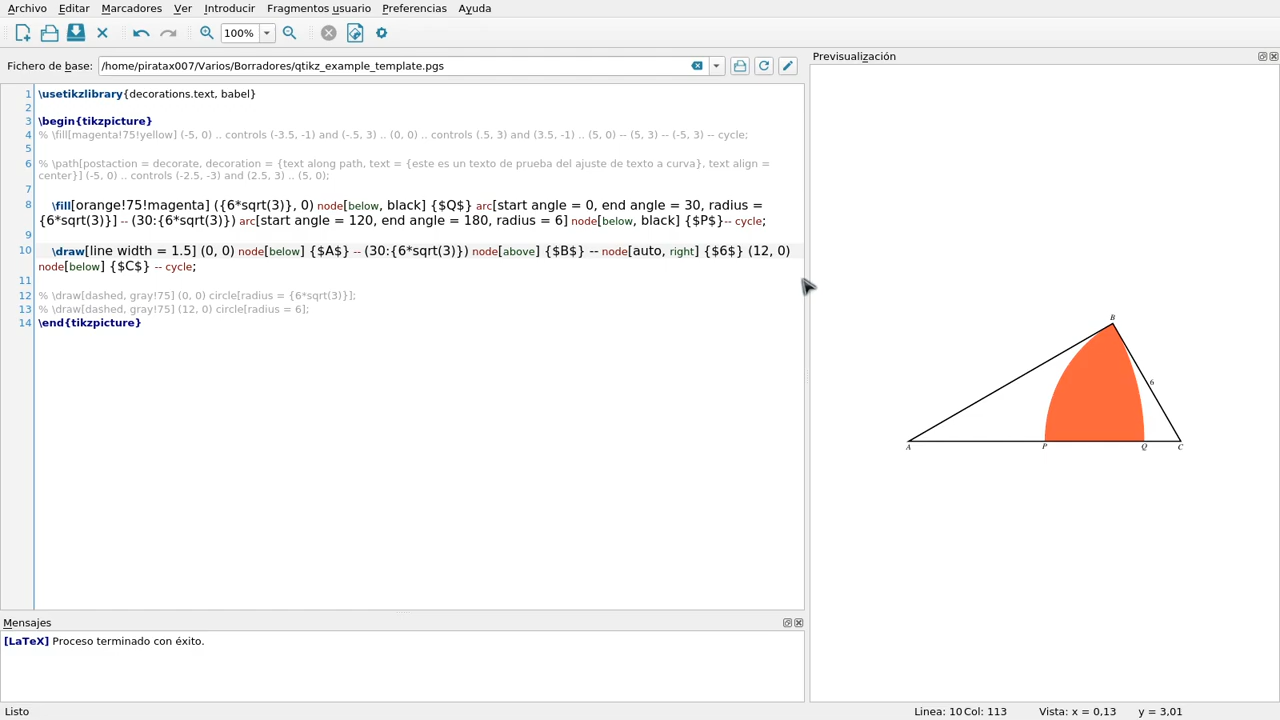 Archivo Editar Marcadores Ver Introducir Fragmentos usuario Preferencias Ayuda
100%
Fichero de base: /home/piratax007/Varios/Borradores/qtikz_example_template.pgs
1 \usetikzlibrary{decorations.text, babel}
2
3 \begin{tikzpicture}
4 % \fill[magenta!75!yellow] (-5, 0) .. controls (-3.5, -1) and (-.5, 3) .. (0, 0) .. controls (.5, 3) and (3.5, -1) .. (5, 0) -- (5, 3) -- (-5, 3) -- cycle;
5
6 % \path[postaction = decorate, decoration = {text along path, text = {este es un texto de prueba del ajuste de texto a curva}, text align =
center}] (-5, 0) .. controls (-2.5, -3) and (2.5, 3) .. (5, 0);
7
8 \fill[orange!75!magenta] ({6*sqrt(3)}, 0) node[below, black] {$Q$} arc[start angle = 0, end angle = 30, radius =
{6*sqrt(3)}] -- (30:{6*sqrt(3)}) arc[start angle = 120, end angle = 180, radius = 6] node[below, black] {$P$}-- cycle;
9
10 \draw[line width = 1.5] (0, 0) node[below] {$A$} -- (30:{6*sqrt(3)}) node[above] {$B$} -- node[auto, right] {$6$} (12, 0)
node[below] {$C$} -- cycle;
11
12 % \draw[dashed, gray!75] (0, 0) circle[radius = {6*sqrt(3)}];
13 % \draw[dashed, gray!75] (12, 0) circle[radius = 6];
14 \end{tikzpicture}
Mensajes
[LaTeX] Proceso terminado con éxito.
Previsualización
B
6
A P Q C
Listo
Linea: 10 Col: 113 Vista: x = 0,13 y = 3,01